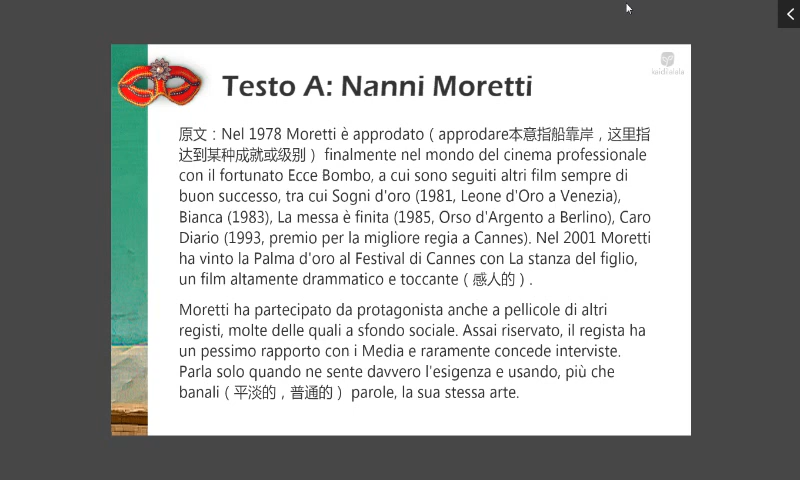 kaidialala
Testo A: Nanni Moretti
原文：Nel 1978 Moretti è approdato（approdare本意指船靠岸，这里指
达到某种成就或级别） finalmente nel mondo del cinema professionale
con il fortunato Ecce Bombo, a cui sono seguiti altri film sempre di
buon successo, tra cui Sogni d'oro (1981, Leone d'Oro a Venezia),
Bianca (1983), La messa è finita (1985, Orso d'Argento a Berlino), Caro
Diario (1993, premio per la migliore regia a Cannes). Nel 2001 Moretti
ha vinto la Palma d'oro al Festival di Cannes con La stanza del figlio,
un film altamente drammatico e toccante（感人的）.
Moretti ha partecipato da protagonista anche a pellicole di altri
registi, molte delle quali a sfondo sociale. Assai riservato, il regista ha
un pessimo rapporto con i Media e raramente concede interviste.
Parla solo quando ne sente davvero l'esigenza e usando, più che
banali（平淡的，普通的） parole, la sua stessa arte.